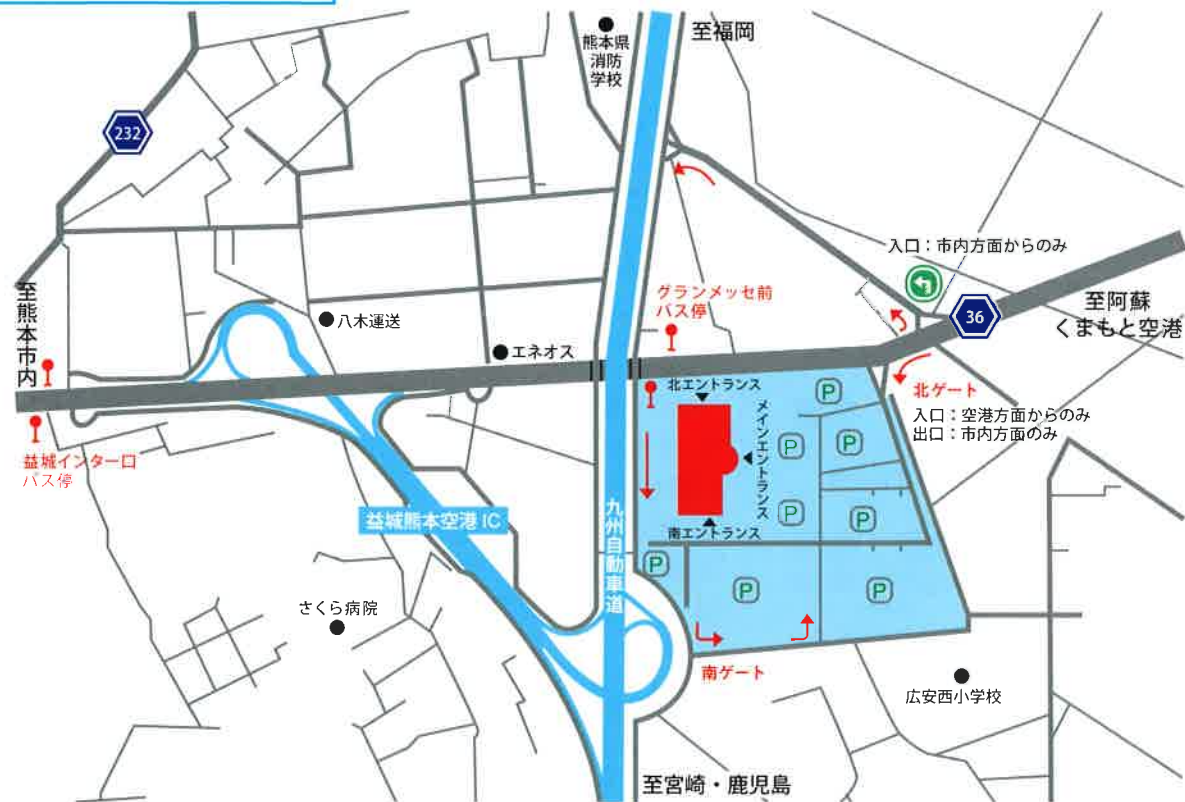 熊本県
消防
学校
至福岡
232
入口：市内方面からのみ
36
至阿蘇
くまもと空港
グランメッセ前
バス停
至熊本市内
八木運送
エネオス
北エントランス
メインエントランス
南エントランス
P
P
P
P
P
P
P
P
北ゲート
入口：空港方面からのみ
出口：市内方面のみ
益城インター口
バス停
益城熊本空港 IC
九州自動車道
さくら病院
南ゲート
広安西小学校
至宮崎・鹿児島